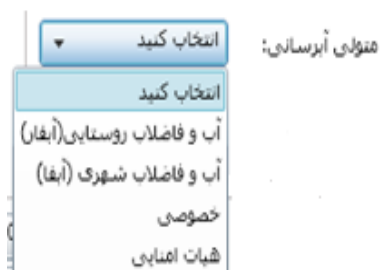 متولی آبرسانی: انتخاب کنید
انتخاب کنید
آب و فاضلاب روستایی(آبفار)
آب و فاضلاب شهری (آبفا)
خصوصی
هیات امنایی